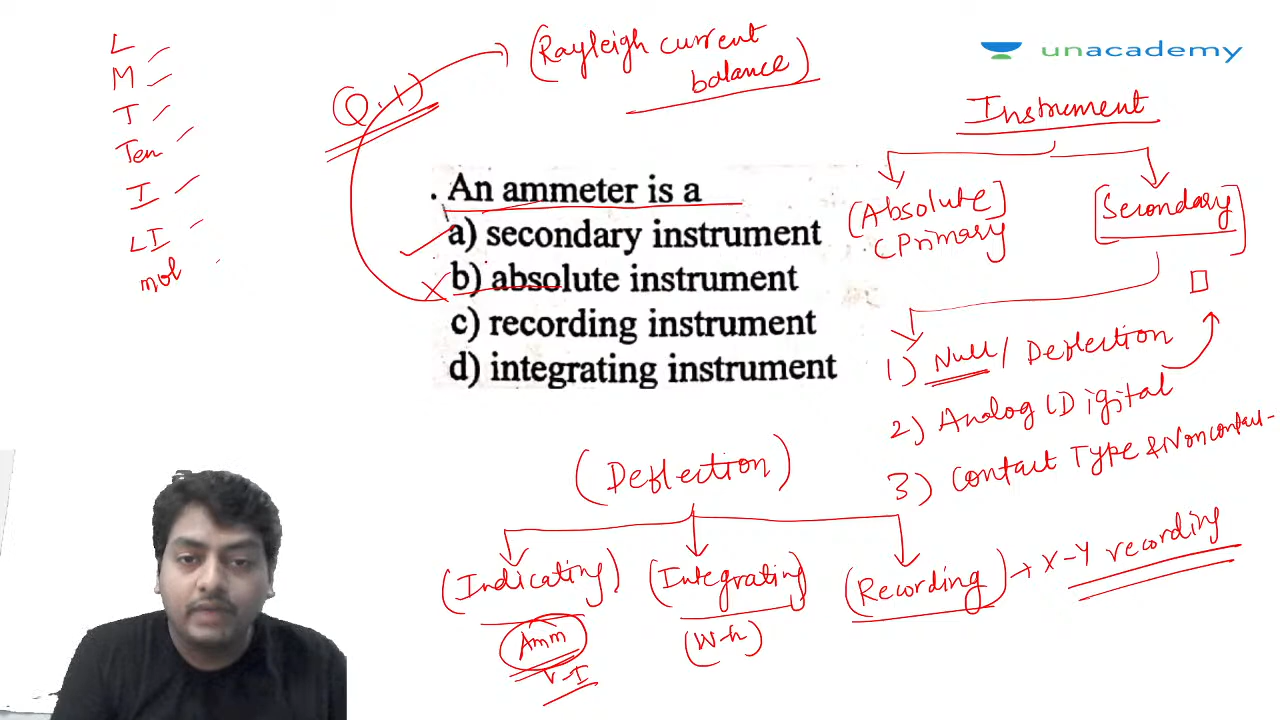 L
M
T
Tem
I
LI
mol
(Q.1)
(Rayleigh current
balance)
unacademy
. An ammeter is a
a) secondary instrument
b) absolute instrument
c) recording instrument
d) integrating instrument
Instrument
(Absolute]
(Primary
[Secondary]
1) Null / Deflection
2) Analog (Digital
3) Contact Type & Noncontact-
(Deflection)
(Indicating)
(Amm)
V-I
(Integrating)
(W-h)
(Recording) → X-Y recording